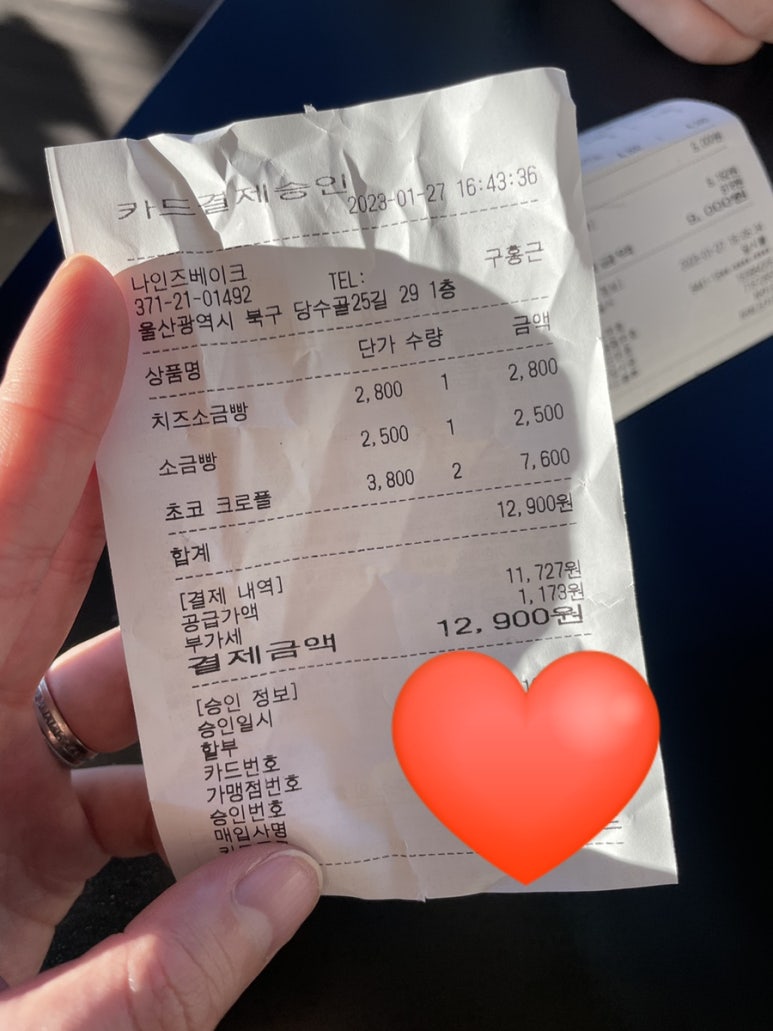 카드결제승인 2023-01-27 16:43:36
나인즈베이크 TEL: 구홍근
371-21-01492
울산광역시 북구 당수골25길 29 1층
상품명 단가 수량 금액
치즈소금빵 2,800 1 2,800
소금빵 2,500 1 2,500
초코 크로플 3,800 2 7,600
합계 12,900원
[결제 내역]
공급가액 11,727원
부가세 1,173원
결제금액 12,900원
[승인 정보]
승인일시
할부
카드번호
가맹점번호
승인번호
매입사명